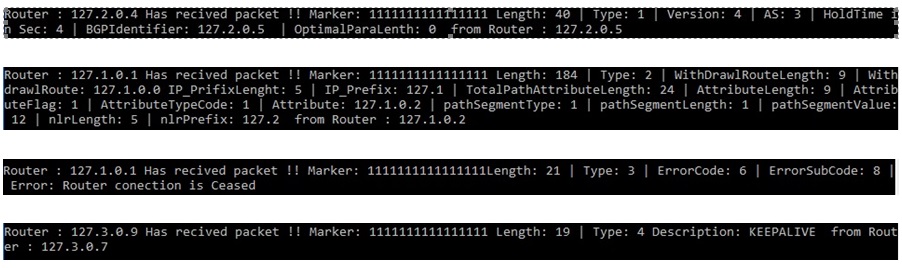 Router : 127.2.0.4 Has recived packet !! Marker: 1111111111111111 Length: 40 | Type: 1 | Version: 4 | AS: 3 | HoldTime i
n Sec: 4 | BGPIdentifier: 127.2.0.5  | OptimalParaLenth: 0  from Router : 127.2.0.5
Router : 127.1.0.1 Has recived packet !! Marker: 1111111111111111 Length: 184 | Type: 2 | WithDrawlRouteLength: 9 | With
drawlRoute: 127.1.0.0 IP_PrifixLenght: 5 | IP_Prefix: 127.1 | TotalPathAttributeLength: 24 | AttributeLength: 9 | Attrib
uteFlag: 1 | AttributeTypeCode: 1 | Attribute: 127.1.0.2 | pathSegmentType: 1 | pathSegmentLength: 1 | pathSegmentValue:
12 | nlrLength: 5 | nlrPrefix: 127.2  from Router : 127.1.0.2
Router : 127.1.0.1 Has recived packet !! Marker: 1111111111111111Length: 21 | Type: 3 | ErrorCode: 6 | ErrorSubCode: 8 |
Error: Router conection is Ceased
Router : 127.3.0.9 Has recived packet !! Marker: 1111111111111111 Length: 19 | Type: 4 Description: KEEPALIVE  from Rout
er : 127.3.0.7